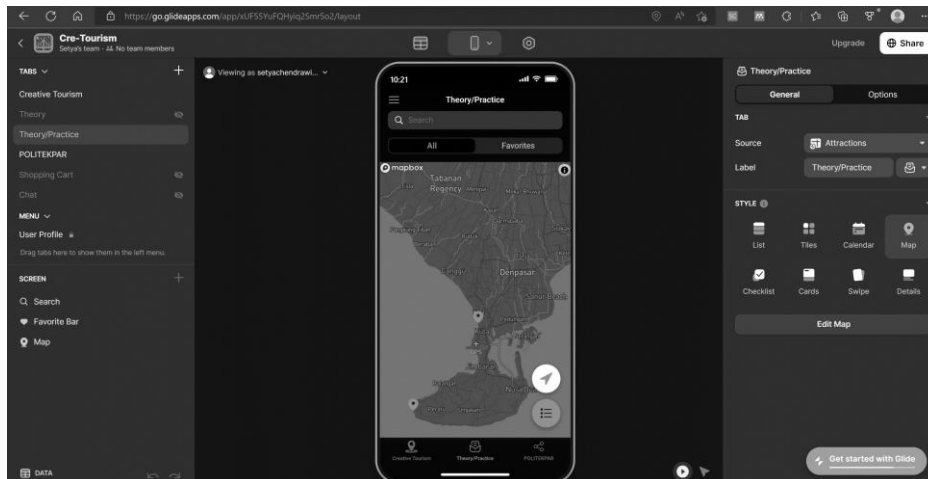 https://go.glideapps.com/app/xUFS5YuFQHyiq2Smr5o2/layout
Cre-Tourism
Setya's team · No team members
Upgrade
Share
TABS
Creative Tourism
Theory
Theory/Practice
POLITEKPAR
Shopping Cart
Chat
MENU
User Profile
Drag tabs here to show them in the left menu.
SCREEN
Search
Favorite Bar
Map
DATA
Viewing as setyachendrawi...
10:21
Theory/Practice
Search
All
Favorites
mapbox
Tabanan
Regency
Denpasar
Sanur Beach
Kuta
Creative Tourism
Theory/Practice
POLITEKPAR
Theory/Practice
General
Options
TAB
Source
Attractions
Label
Theory/Practice
STYLE
List
Tiles
Calendar
Map
Checklist
Cards
Swipe
Details
Edit Map
Get started with Glide